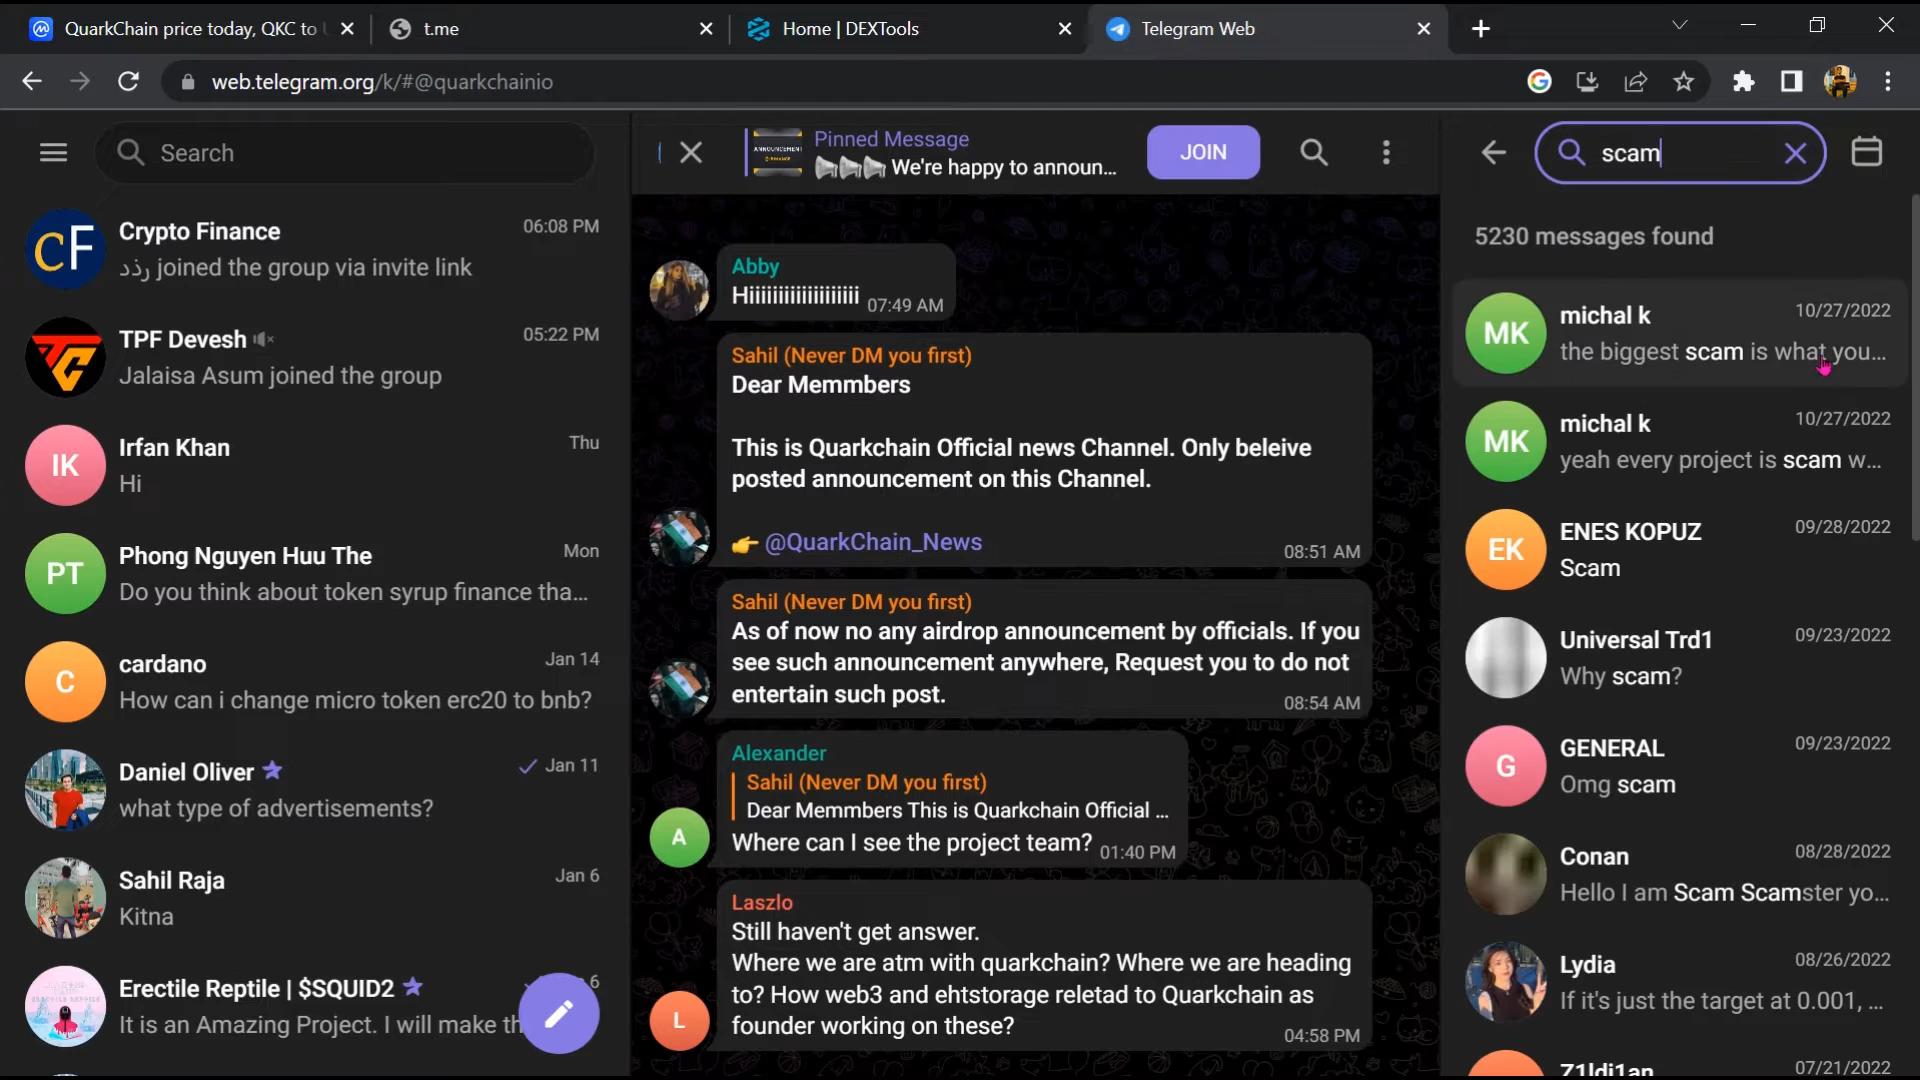 QuarkChain price today, QKC to
t.me
Home | DEXTools
Telegram Web
web.telegram.org/k/#@quarkchainio
Search
Crypto Finance
06:08 PM
رذد joined the group via invite link
TPF Devesh
05:22 PM
Jalaisa Asum joined the group
IK
Irfan Khan
Thu
Hi
PT
Phong Nguyen Huu The
Mon
Do you think about token syrup finance tha...
C
cardano
Jan 14
How can i change micro token erc20 to bnb?
Daniel Oliver
Jan 11
what type of advertisements?
Sahil Raja
Jan 6
Kitna
Erectile Reptile | $SQUID2
6
It is an Amazing Project. I will make th
ANNOUNCEMENT
Pinned Message
We're happy to announ...
JOIN
Abby
Hiiiiiiiiiiiiiiiiiii
07:49 AM
Sahil (Never DM you first)
Dear Memmbers
This is Quarkchain Official news Channel. Only beleive
posted announcement on this Channel.
👉 @QuarkChain_News
08:51 AM
Sahil (Never DM you first)
As of now no any airdrop announcement by officials. If you
see such announcement anywhere, Request you to do not
entertain such post.
08:54 AM
Alexander
Sahil (Never DM you first)
Dear Memmbers This is Quarkchain Official ...
A
Where can I see the project team?
01:40 PM
Laszlo
Still haven't get answer.
Where we are atm with quarkchain? Where we are heading
to? How web3 and ehtstorage reletad to Quarkchain as
founder working on these?
L
04:58 PM
scam
5230 messages found
MK
michal k
10/27/2022
the biggest scam is what you...
MK
michal k
10/27/2022
yeah every project is scam w...
EK
ENES KOPUZ
09/28/2022
Scam
Universal Trd1
09/23/2022
Why scam?
G
GENERAL
09/23/2022
Omg scam
Conan
08/28/2022
Hello I am Scam Scamster yo...
Lydia
08/26/2022
If it's just the target at 0.001, ...
Z1ldi1an
07/21/2022